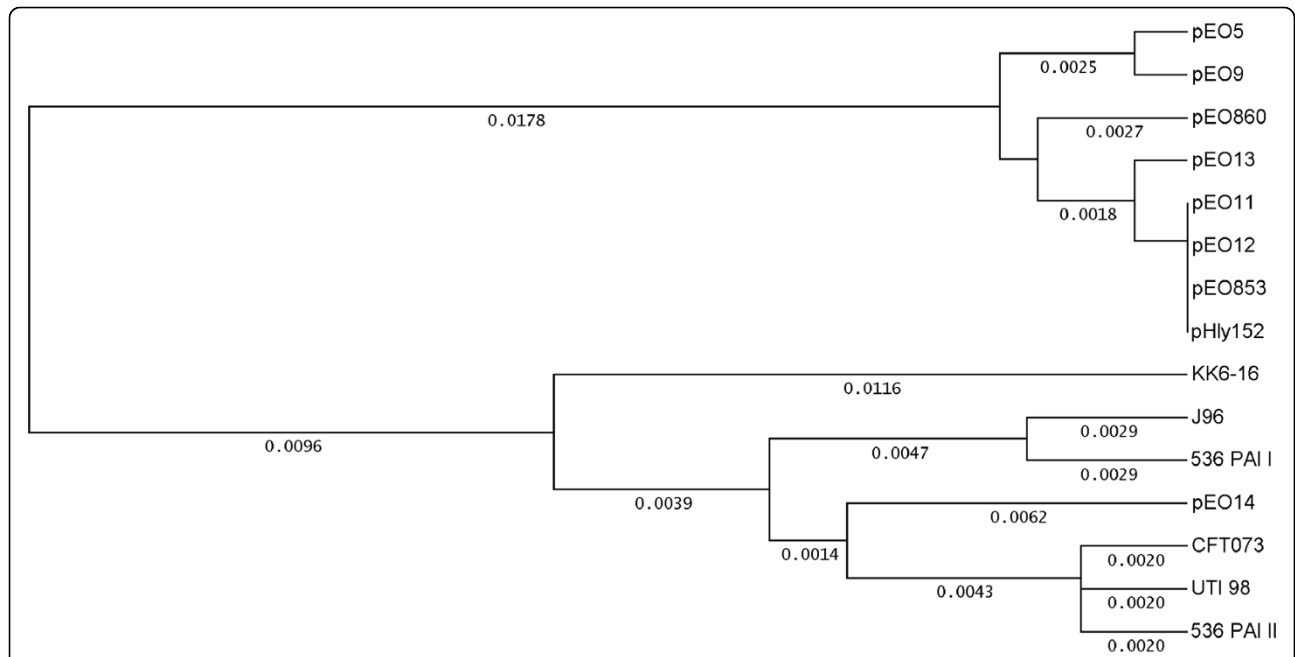 pEO5
0.0025
pEO9
0.0178
pEO860
0.0027
pEO13
pEO11
0.0018
pEO12
pEO853
pHly152
KK6-16
0.0116
J96
0.0029
0.0096
0.0047
536 PAI I
0.0029
0.0039
pEO14
0.0062
CFT073
0.0014
0.0020
0.0043
UTI 98
0.0020
536 PAI II
0.0020